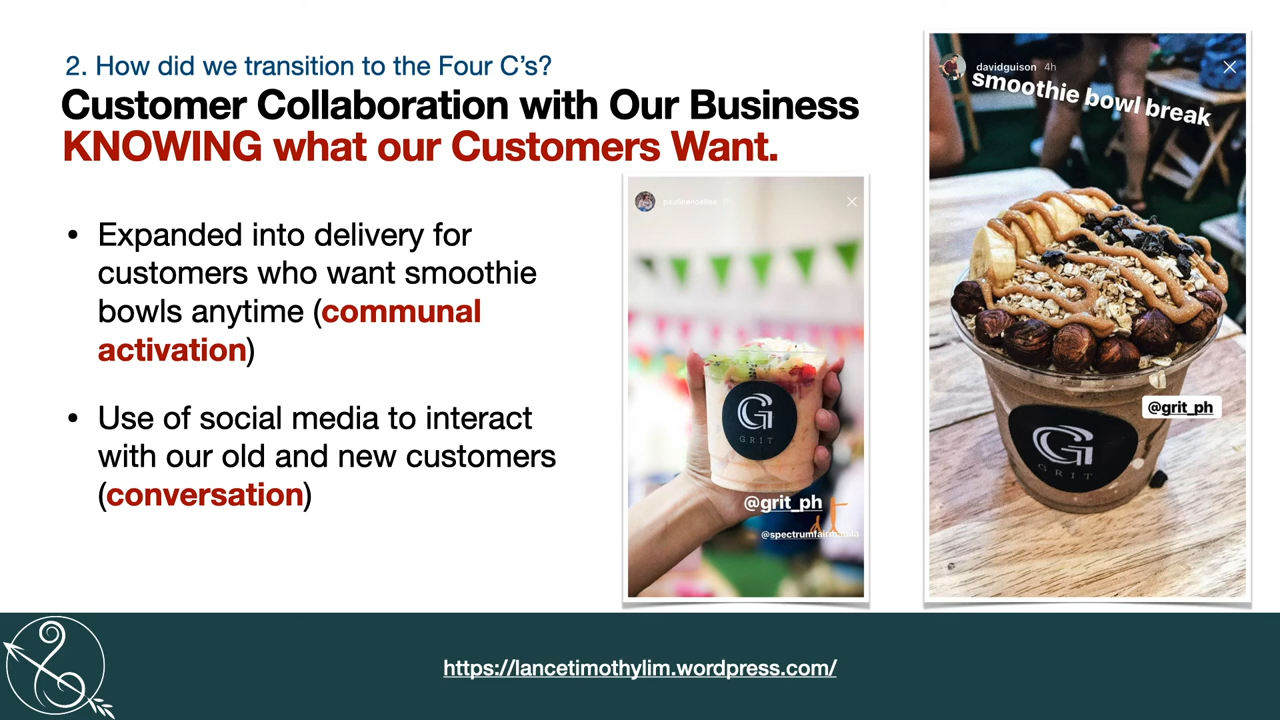 2. How did we transition to the Four C's?
Customer Collaboration with Our Business
KNOWING what our Customers Want.
• Expanded into delivery for
customers who want smoothie
bowls anytime (communal
activation)
• Use of social media to interact
with our old and new customers
(conversation)
G
GRIT
@grit_ph
at
davidguison 4h
smoothie bowl break
@grit_ph
G
GRIT
https://lancetimothylim.wordpress.com/